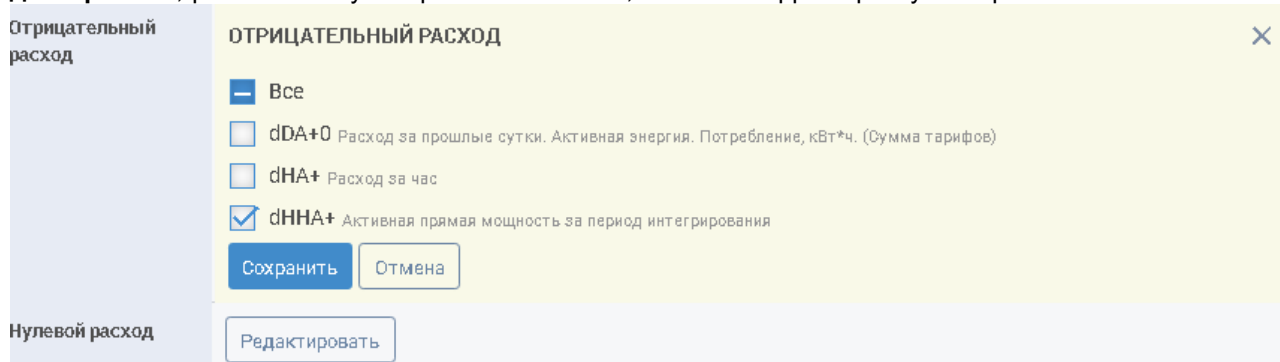 Отрицательный расход
ОТРИЦАТЕЛЬНЫЙ РАСХОД
Все
dDA+0 Расход за прошлые сутки. Активная энергия. Потребление, кВт*ч. (Сумма тарифов)
dHA+ Расход за час
dHHA+ Активная прямая мощность за период интегрирования
Сохранить Отмена
Нулевой расход
Редактировать